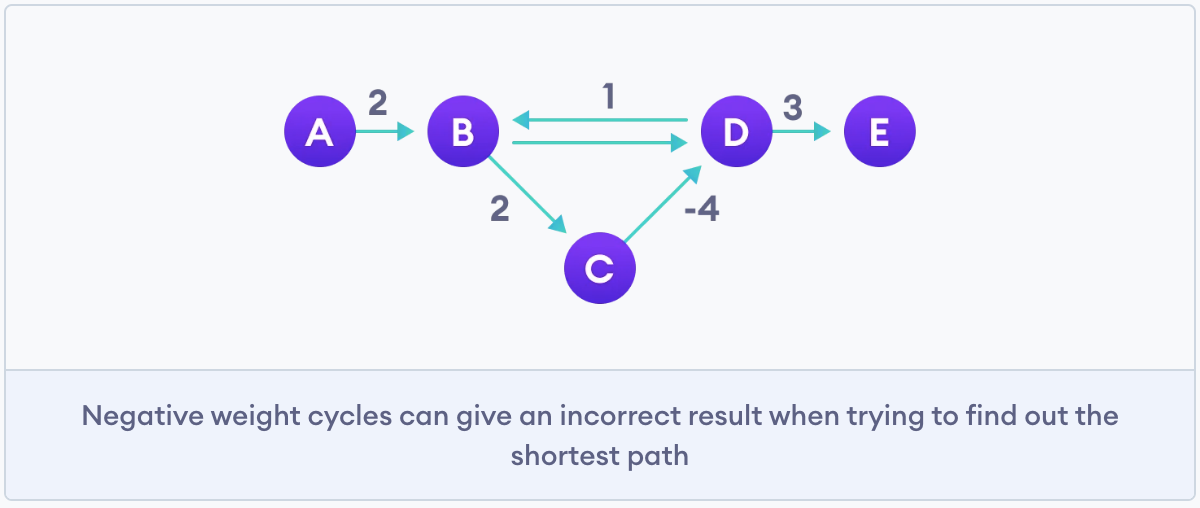 1
2
3
A
B
D
E
2
-4
C
Negative weight cycles can give an incorrect result when trying to find out the
shortest path